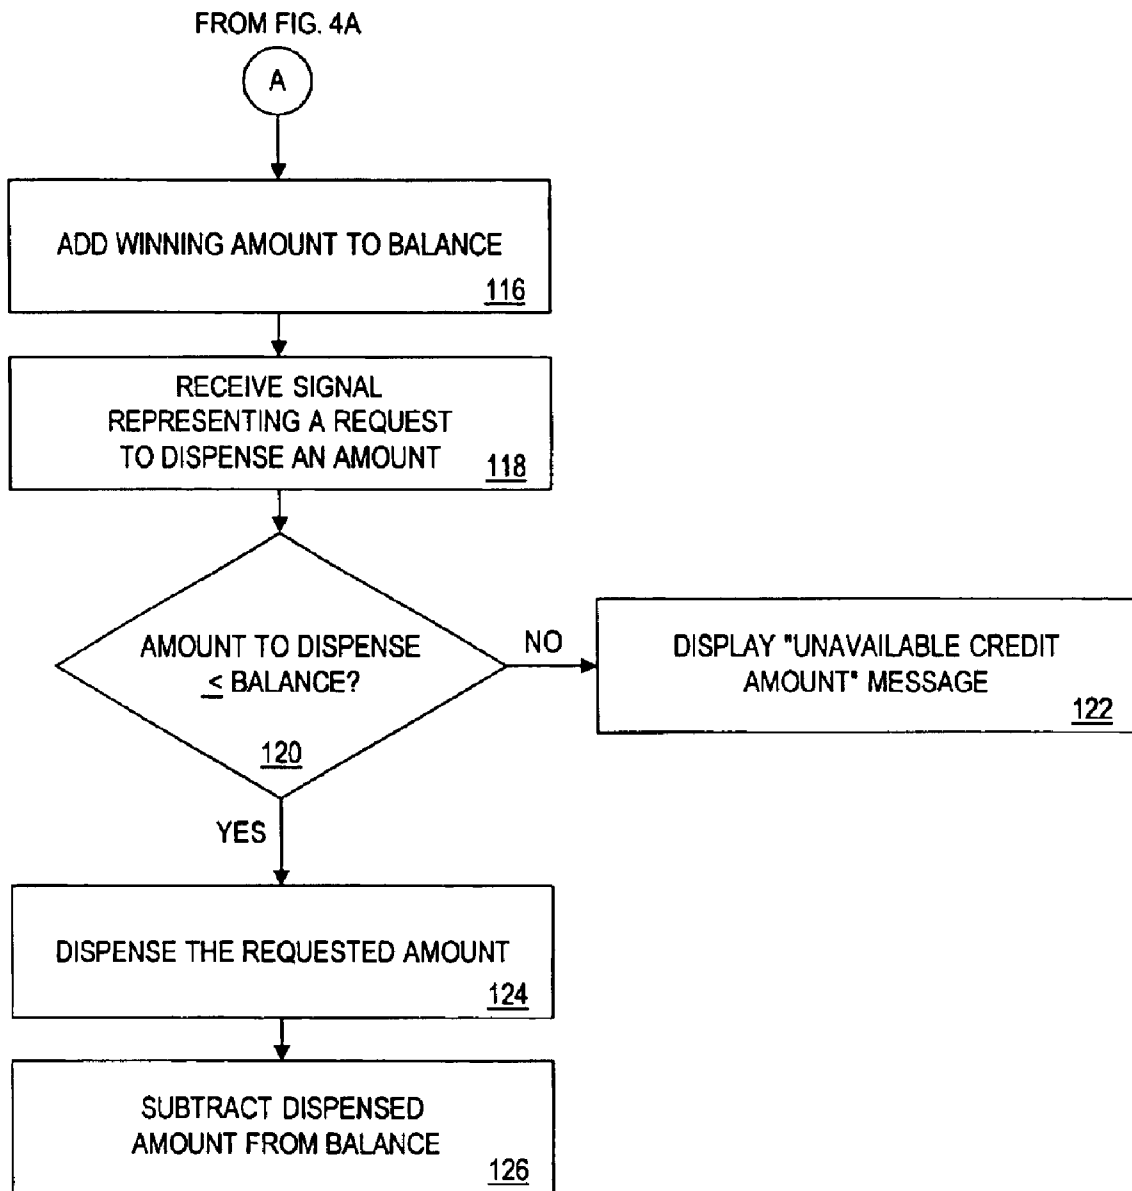 FROM FIG. 4A
A
ADD WINNING AMOUNT TO BALANCE
116
RECEIVE SIGNAL
REPRESENTING A REQUEST
TO DISPENSE AN AMOUNT
118
AMOUNT TO DISPENSE
≤ BALANCE?
120
NO
DISPLAY "UNAVAILABLE CREDIT
AMOUNT" MESSAGE
122
YES
DISPENSE THE REQUESTED AMOUNT
124
SUBTRACT DISPENSED
AMOUNT FROM BALANCE
126